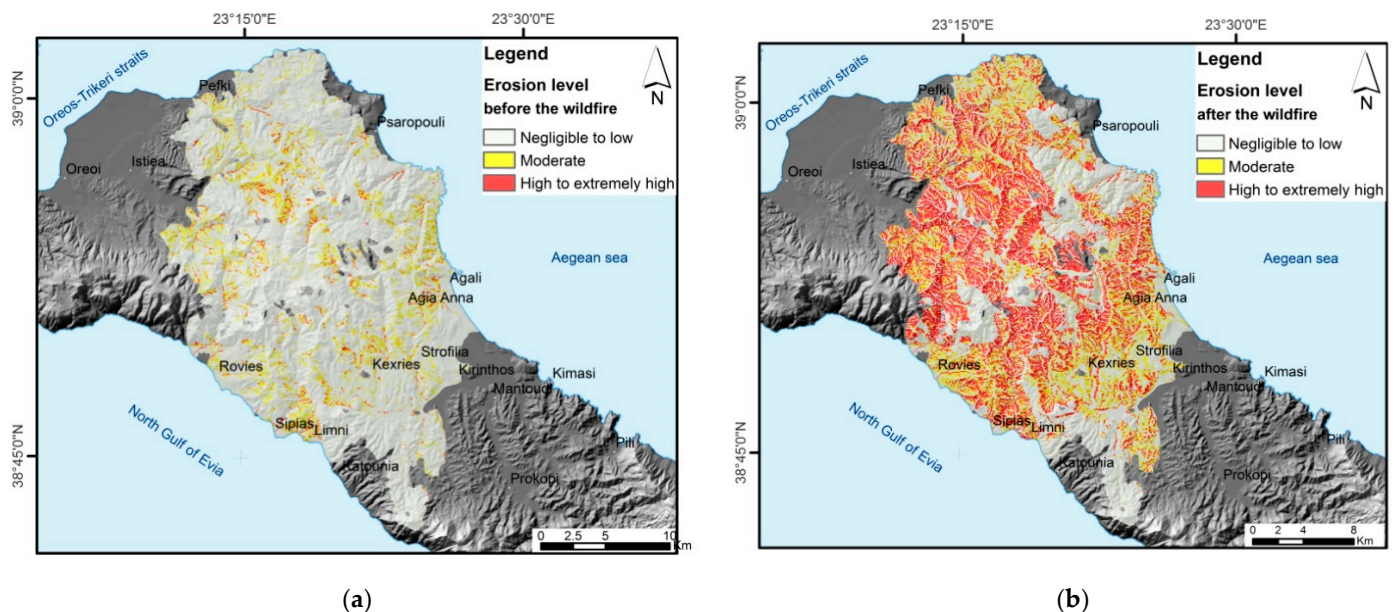 23°15'0"E
23°30'0"E
39°0'0"N
38°45'0"N
Oreos-Trikeri straits
Legend
Erosion level
before the wildfire
Negligible to low
Moderate
High to extremely high
N
Pefki
Psaropouli
Istiea
Oreoi
Aegean sea
Agali
Agia Anna
Strofilia
Rovies
Kexries
Kirinthos
Kimasi
Mantoud
Sipias
Limni
North Gulf of Evia
Pili
Katounia
Prokopi
0 2.5 5 10
Km
(a)
23°15'0"E
23°30'0"E
39°0'0"N
38°45'0"N
Oreos-Trikeri straits
Legend
Erosion level
after the wildfire
Negligible to low
Moderate
High to extremely high
N
Pefki
Psaropouli
Istiea
Oreoi
Aegean sea
Agali
Agia Anna
Strofilia
Rovies
Kexries
Kirinthos
Kimasi
Mantoud
Sipias
Limni
North Gulf of Evia
Pili
Katounia
Prokopi
0 2 4 8
Km
(b)